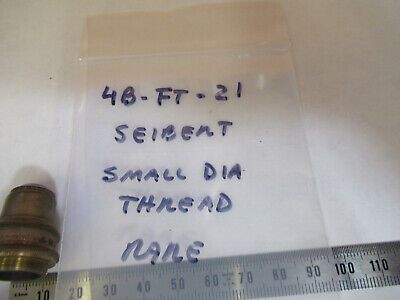 4B-FT-21
SEIBERT
SMALL DIA
THREAD
RARE
10 20 30 40 50 60 70 80 90 100 110